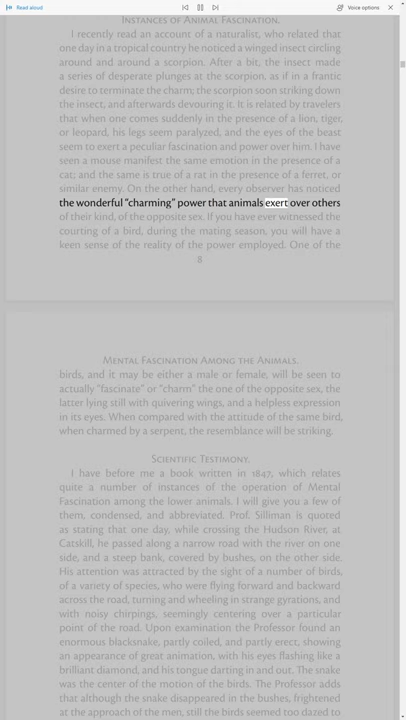 Read aloud
Voice options
INSTANCES OF ANIMAL FASCINATION.
I recently read an account of a naturalist, who related that
one day in a tropical country he noticed a winged insect circling
around and around a scorpion. After a bit, the insect made
a series of desperate plunges at the scorpion, as if in a frantic
desire to terminate the charm; the scorpion soon striking down
the insect, and afterwards devouring it. It is related by travelers
that when one comes suddenly in the presence of a lion, tiger,
or leopard, his legs seem paralyzed, and the eyes of the beast
seem to exert a peculiar fascination and power over him. I have
seen a mouse manifest the same emotion in the presence of a
cat; and the same is true of a rat in the presence of a ferret, or
similar enemy. On the other hand, every observer has noticed
the wonderful “charming” power that animals exert over others
of their kind, of the opposite sex. If you have ever witnessed the
courting of a bird, during the mating season, you will have a
keen sense of the reality of the power employed. One of the
8
MENTAL FASCINATION AMONG THE ANIMALS.
birds, and it may be either a male or female, will be seen to
actually “fascinate” or “charm” the one of the opposite sex, the
latter lying still with quivering wings, and a helpless expression
in its eyes. When compared with the attitude of the same bird,
when charmed by a serpent, the resemblance will be striking.
SCIENTIFIC TESTIMONY.
I have before me a book written in 1847, which relates
quite a number of instances of the operation of Mental
Fascination among the lower animals. I will give you a few of
them, condensed, and abbreviated. Prof. Silliman is quoted
as stating that one day, while crossing the Hudson River, at
Catskill, he passed along a narrow road with the river on one
side, and a steep bank, covered by bushes, on the other side.
His attention was attracted by the sight of a number of birds,
of a variety of species, who were flying forward and backward
across the road, turning and wheeling in strange gyrations, and
with noisy chirpings, seemingly centering over a particular
point of the road. Upon examination the Professor found an
enormous blacksnake, partly coiled, and partly erect, showing
an appearance of great animation, with his eyes flashing like a
brilliant diamond, and his tongue darting in and out. The snake
was the center of the motion of the birds. The Professor adds
that although the snake disappeared in the bushes, frightened
at the approach of the men, still the birds seemed too dazed to